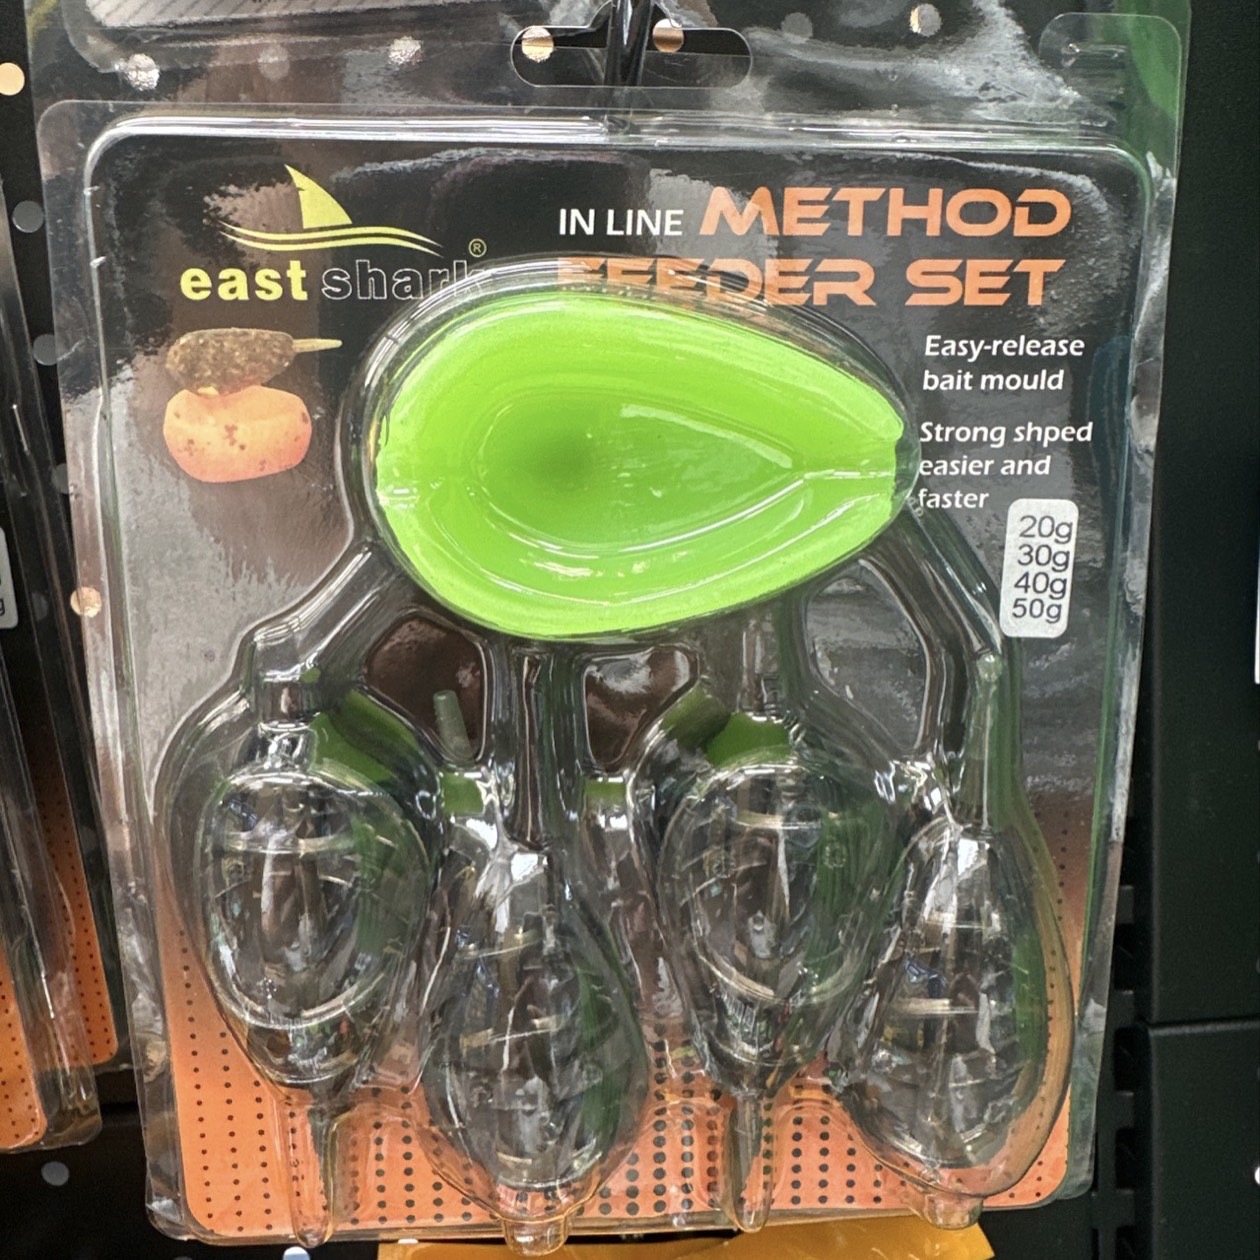 east shark®
IN LINE METHOD
FEEDER SET
Easy-release
bait mould
Strong shped
easier and
faster
20g
30g
40g
50g